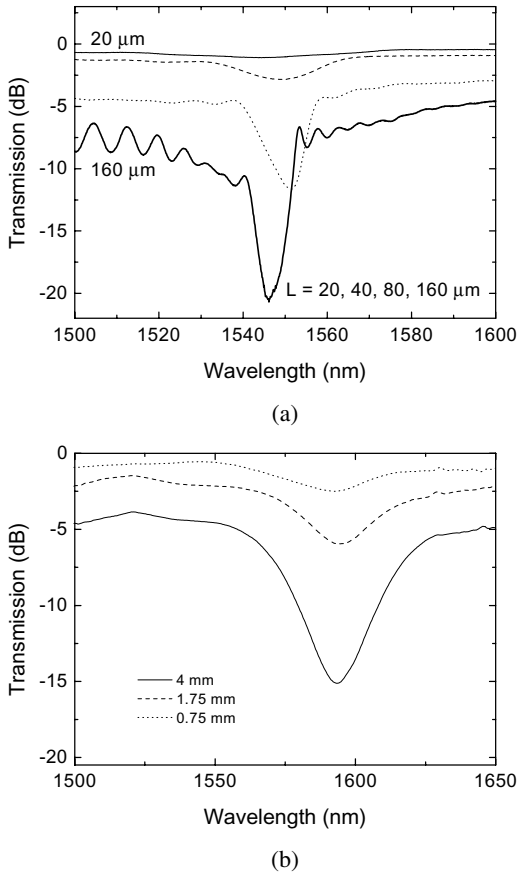 0
-5
-10
-15
-20
Transmission (dB)
20 μm
160 μm
L = 20, 40, 80, 160 μm
1500 1520 1540 1560 1580 1600
Wavelength (nm)
(a)
0
-5
-10
-15
-20
Transmission (dB)
4 mm
1.75 mm
0.75 mm
1500 1550 1600 1650
Wavelength (nm)
(b)